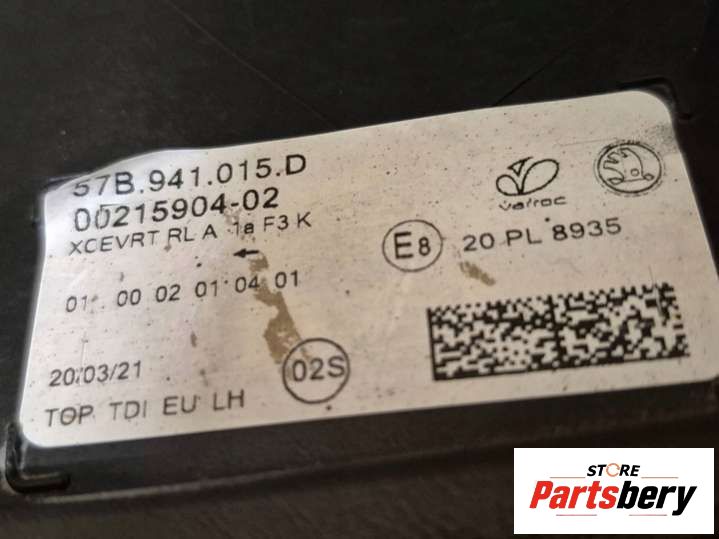 57B.941.015.D
00215904-02
XCEVRT RL A 1a F3 K
01 00 02 01 04 01
20/03/21
TOP TDI EU LH
02S
varroc
E8
20 PL 8935
STORE
Partsbery